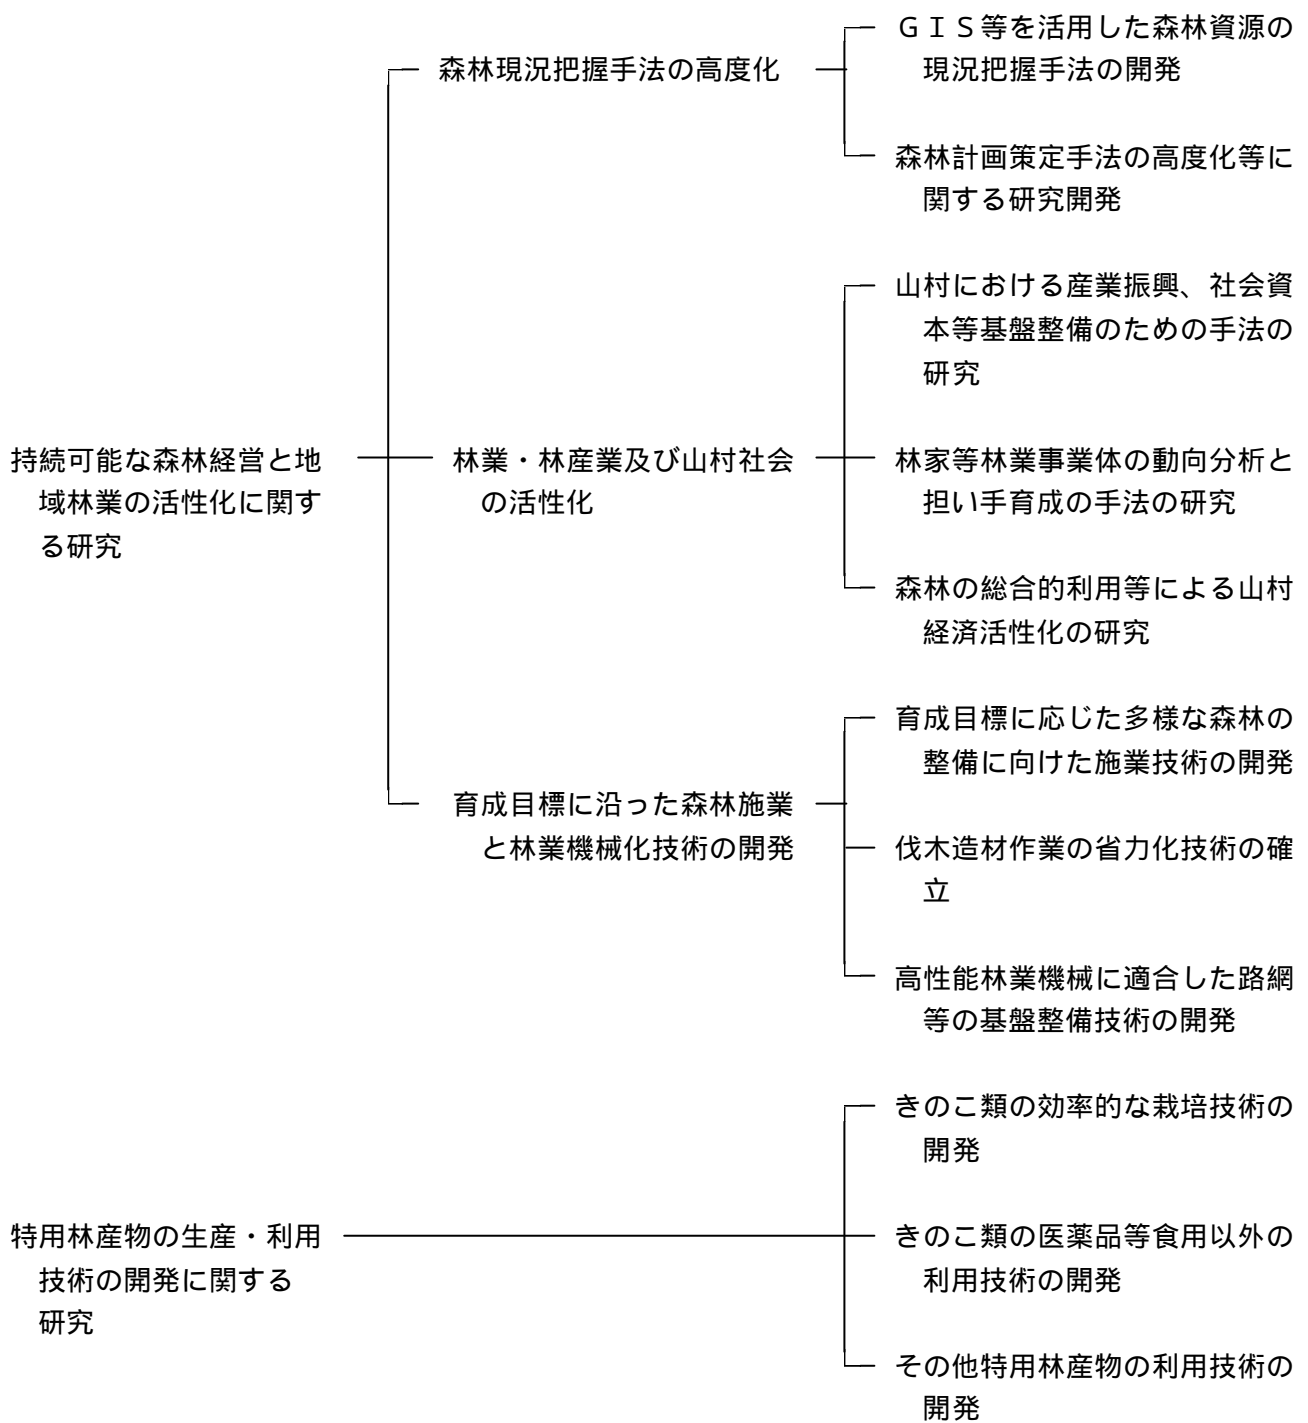 持続可能な森林経営と地
域林業の活性化に関す
る研究
森林現況把握手法の高度化
ＧＩＳ等を活用した森林資源の
現況把握手法の開発
森林計画策定手法の高度化等に
関する研究開発
林業・林産業及び山村社会
の活性化
山村における産業振興、社会資
本等基盤整備のための手法の
研究
林家等林業事業体の動向分析と
担い手育成の手法の研究
森林の総合的利用等による山村
経済活性化の研究
育成目標に沿った森林施業
と林業機械化技術の開発
育成目標に応じた多様な森林の
整備に向けた施業技術の開発
伐木造材作業の省力化技術の確
立
高性能林業機械に適合した路網
等の基盤整備技術の開発
特用林産物の生産・利用
技術の開発に関する
研究
きのこ類の効率的な栽培技術の
開発
きのこ類の医薬品等食用以外の
利用技術の開発
その他特用林産物の利用技術の
開発